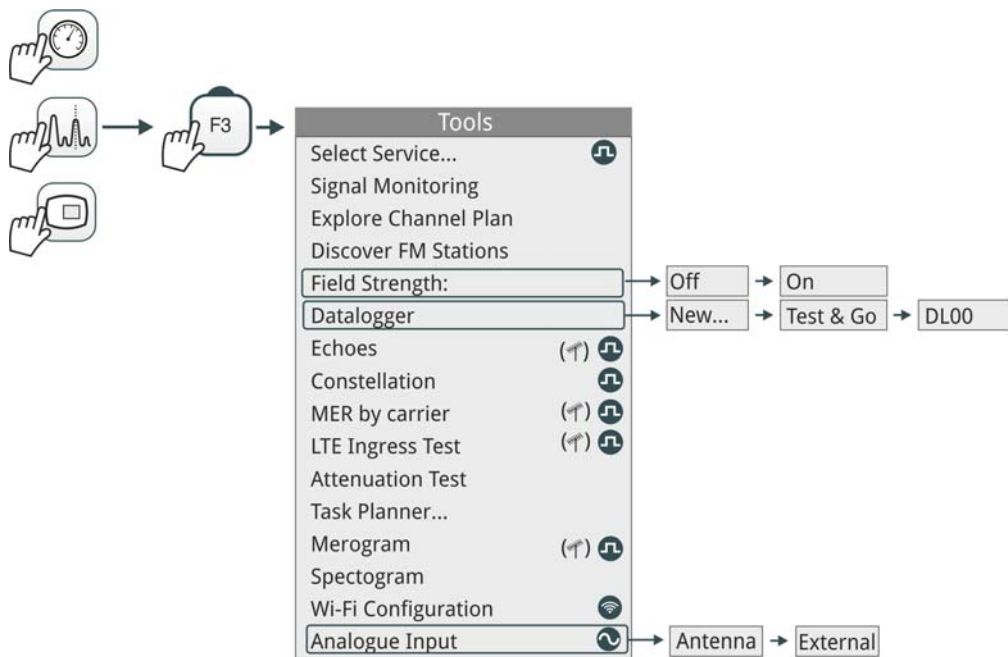 F3
Tools
Select Service...
Signal Monitoring
Explore Channel Plan
Discover FM Stations
Field Strength: Off On
Datalogger New... Test & Go DL00
Echoes
Constellation
MER by carrier
LTE Ingress Test
Attenuation Test
Task Planner...
Merogram
Spectogram
Wi-Fi Configuration
Analogue Input Antenna External